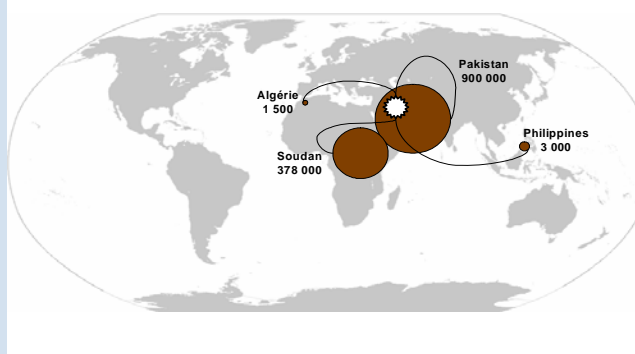 Pakistan
900 000
Algérie
1 500
Philippines
3 000
Soudan
378 000